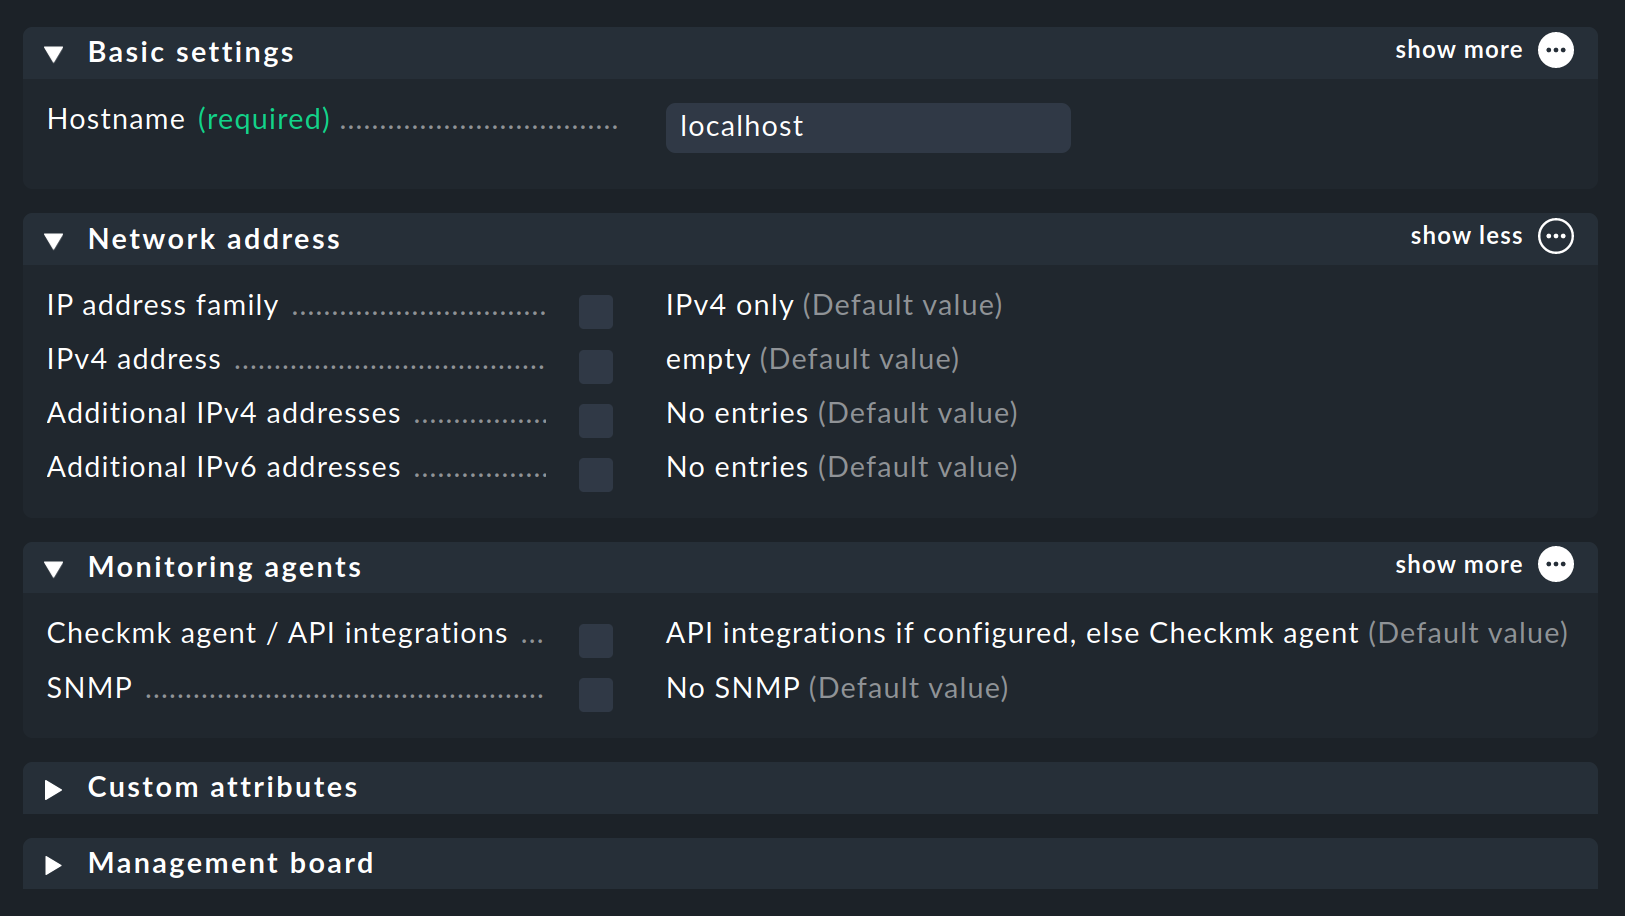 Basic settings show more
Hostname (required) localhost
Network address show less
IP address family IPv4 only (Default value)
IPv4 address empty (Default value)
Additional IPv4 addresses No entries (Default value)
Additional IPv6 addresses No entries (Default value)
Monitoring agents show more
Checkmk agent / API integrations API integrations if configured, else Checkmk agent (Default value)
SNMP No SNMP (Default value)
Custom attributes
Management board